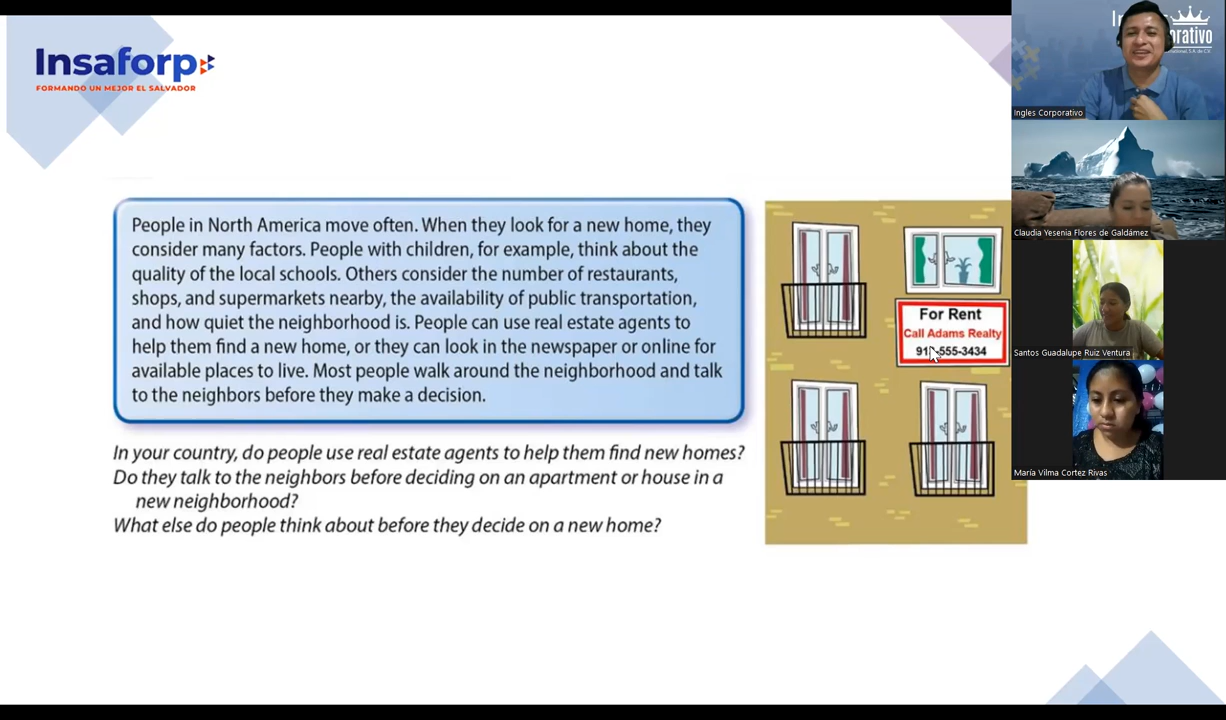 Insaforp
FORMANDO UN MEJOR EL SALVADOR
People in North America move often. When they look for a new home, they
consider many factors. People with children, for example, think about the
quality of the local schools. Others consider the number of restaurants,
shops, and supermarkets nearby, the availability of public transportation,
and how quiet the neighborhood is. People can use real estate agents to
help them find a new home, or they can look in the newspaper or online for
available places to live. Most people walk around the neighborhood and talk
to the neighbors before they make a decision.
In your country, do people use real estate agents to help them find new homes?
Do they talk to the neighbors before deciding on an apartment or house in a
new neighborhood?
What else do people think about before they decide on a new home?
For Rent
Call Adams Realty
555-3434
Ingles Corporativo
Claudia Yesenia Flores de Galdámez
Santos Guadalupe Ruiz Ventura
María Vilma Cortez Rivas